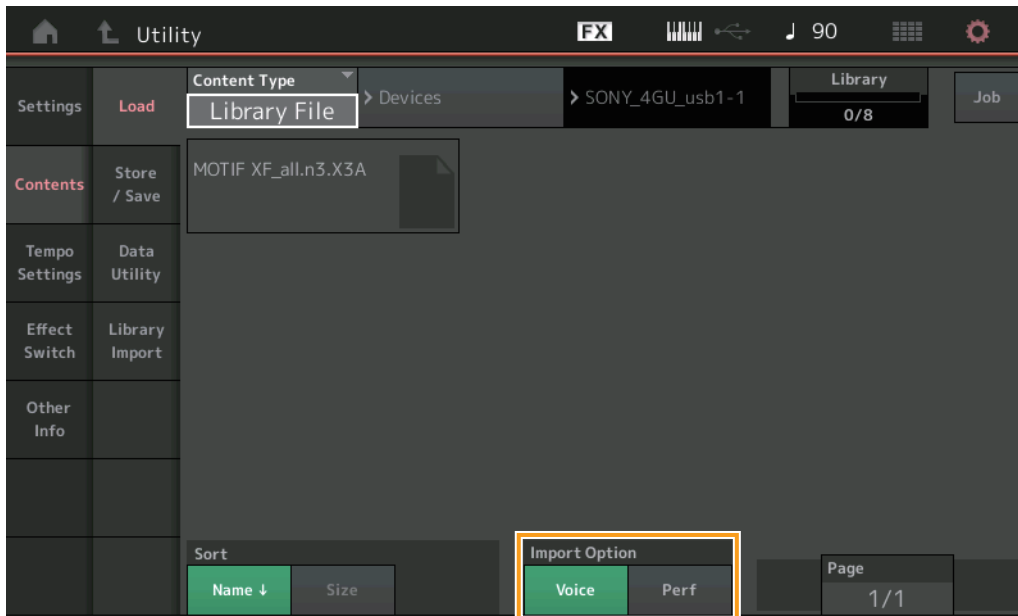 Utility
FX
90
Settings
Load
Content Type
Library File
> Devices
> SONY_4GU_usb1-1
Library
0/8
Job
Contents
Store
/ Save
MOTIF XF_all.n3.X3A
Tempo
Settings
Data
Utility
Effect
Switch
Library
Import
Other
Info
Sort
Name ↓
Size
Import Option
Voice
Perf
Page
1/1